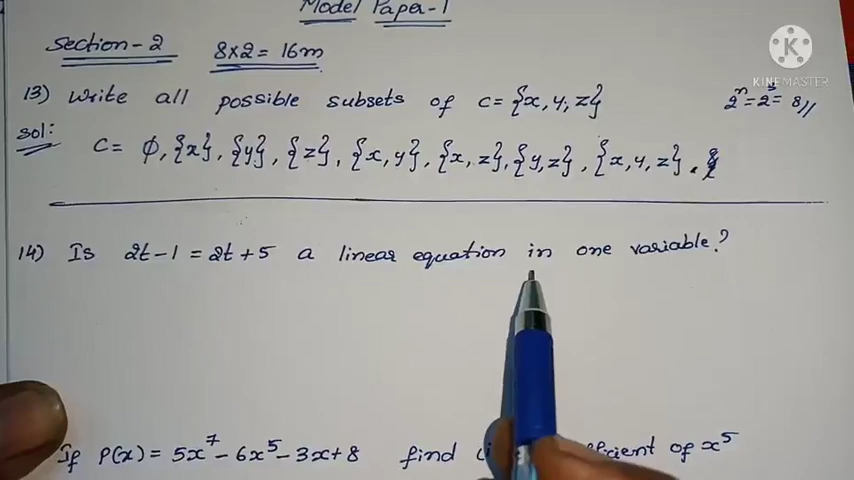 Model Paper-1
Section-2 8×2= 16m
K
KINEMASTER
13) Write all possible subsets of C= {x, y, z} 2ⁿ=2³= 8//
Sol:
C= ϕ, {x}, {y}, {z}, {x, y}, {x, z}, {y, z}, {x, y, z}.
14) Is 2t-1 = 2t+5 a linear equation in one variable?
If P(x)= 5x⁷- 6x⁵- 3x+8 find of x⁵